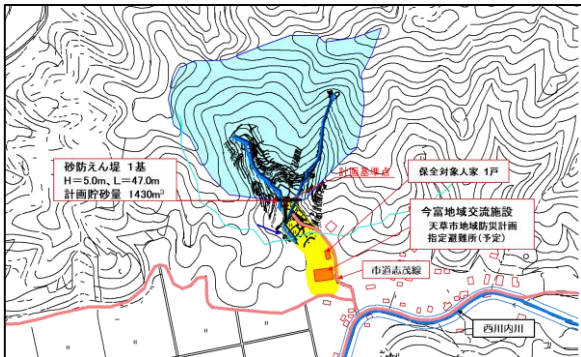 砂防えん堤 1基
H=5.0m、L=47.0m
計画貯砂量 1430m³
計画基準点
保全対象人家 1戸
今富地域交流施設
天草市地域防災計画
指定避難所(予定)
市道志茂線
西川内川